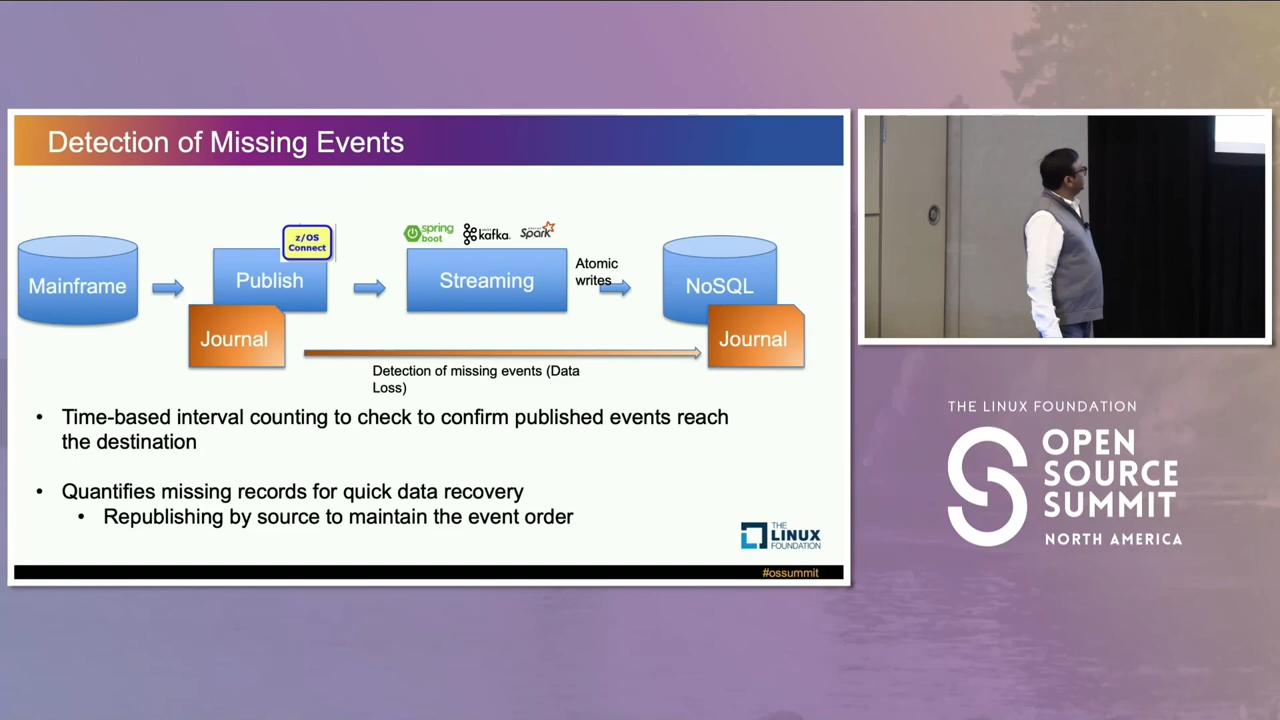 Detection of Missing Events
z/OS
Connect
spring
boot
kafka.
Spark
Mainframe
Publish
Streaming
Atomic
writes
NoSQL
Journal
Journal
Detection of missing events (Data
Loss)
• Time-based interval counting to check to confirm published events reach
the destination
• Quantifies missing records for quick data recovery
• Republishing by source to maintain the event order
THE
LINUX
FOUNDATION
#ossummit
THE LINUX FOUNDATION
OPEN
SOURCE
SUMMIT
NORTH AMERICA